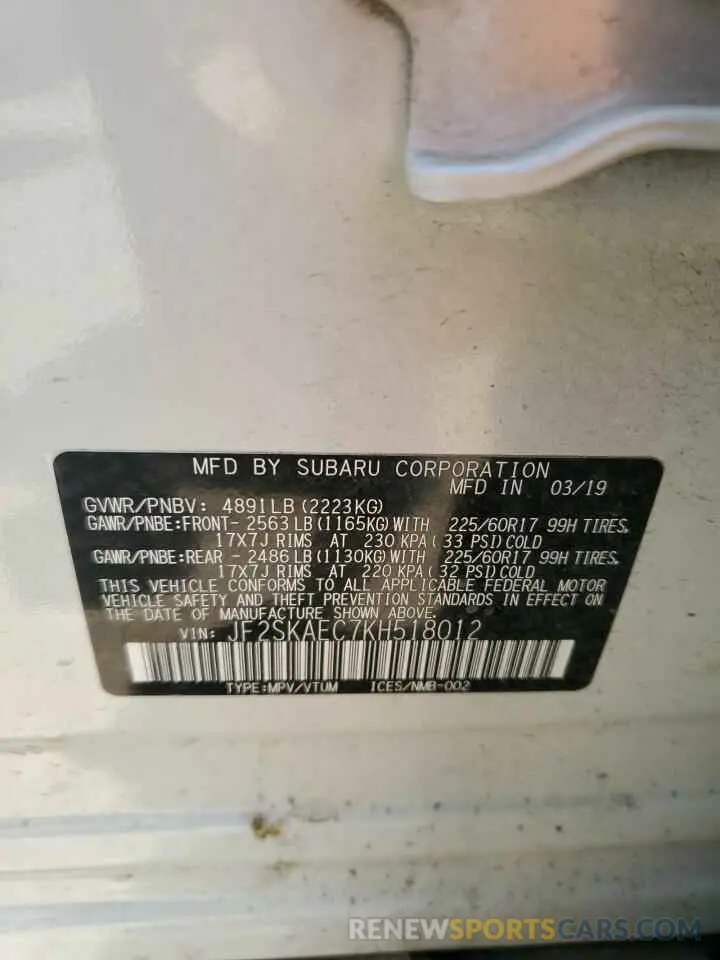 MFD BY SUBARU CORPORATION
MFD IN 03/19
GVWR/PNBV: 4891LB (2223KG)
GAWR/PNBE:FRONT- 2563LB (1165KG) WITH 225/60R17 99H TIRES,
17X7J RIMS AT 230 KPA (33 PSI) COLD
GAWR/PNBE:REAR - 2486LB (1130KG) WITH 225/60R17 99H TIRES,
17X7J RIMS AT 220 KPA (32 PSI) COLD
THIS VEHICLE CONFORMS TO ALL APPLICABLE FEDERAL MOTOR
VEHICLE SAFETY AND THEFT PREVENTION STANDARDS IN EFFECT ON
THE DATE OF MANUFACTURE SHOWN ABOVE.
VIN: JF2SKAEC7KH518012
TYPE:MPV/VTUM ICES/NMB-002
RENEWSPORTSCARS.COM